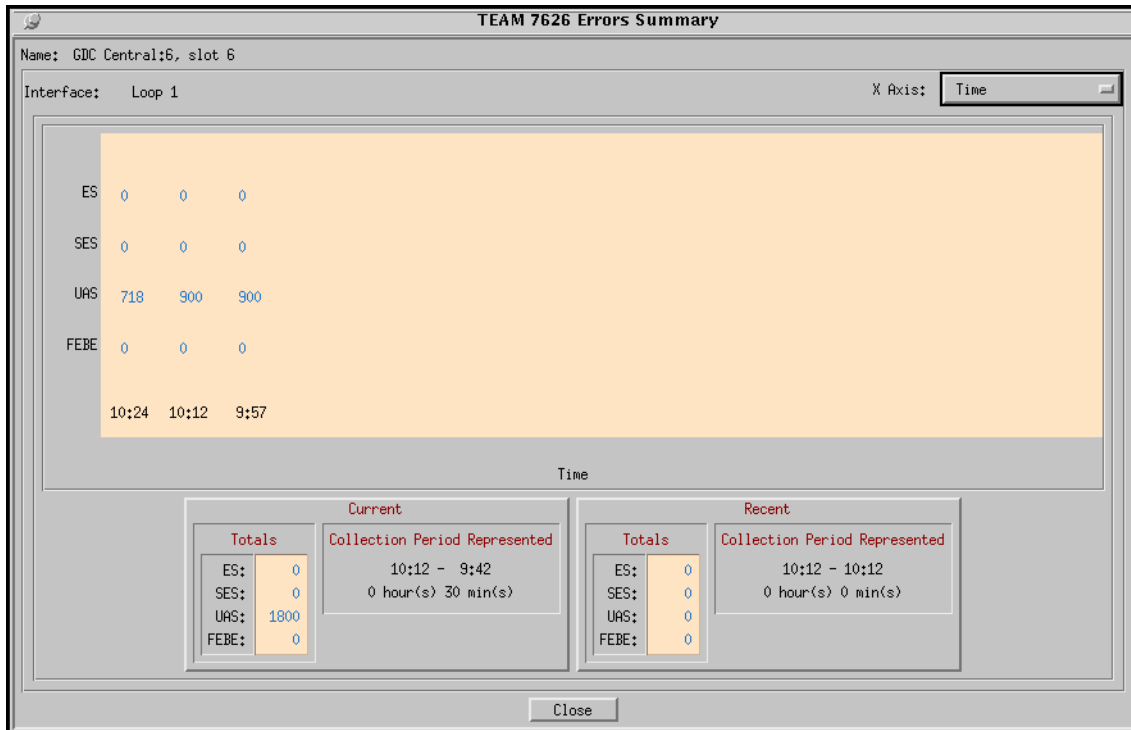 TEAM 7626 Errors Summary
Name: GDC Central:6, slot 6
Interface: Loop 1 X Axis: Time
ES 0 0 0
SES 0 0 0
UAS 718 900 900
FEBE 0 0 0
10:24 10:12 9:57
Time
Current
Totals
ES: 0
SES: 0
UAS: 1800
FEBE: 0
Collection Period Represented
10:12 - 9:42
0 hour(s) 30 min(s)
Recent
Totals
ES: 0
SES: 0
UAS: 0
FEBE: 0
Collection Period Represented
10:12 - 10:12
0 hour(s) 0 min(s)
Close